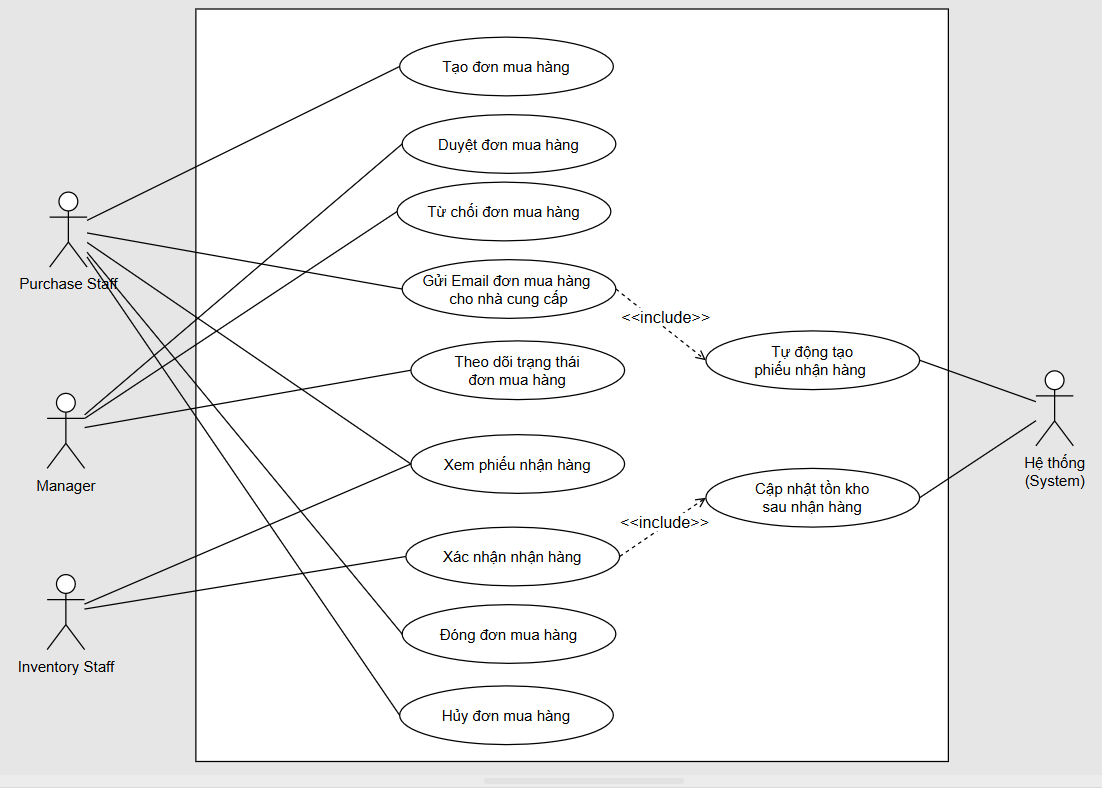 Tạo đơn mua hàng
Duyệt đơn mua hàng
Từ chối đơn mua hàng
Purchase Staff
Gửi Email đơn mua hàng
cho nhà cung cấp
<<include>>
Tự động tạo
phiếu nhận hàng
Theo dõi trạng thái
đơn mua hàng
Manager
Xem phiếu nhận hàng
Hệ thống
(System)
Cập nhật tồn kho
sau nhận hàng
<<include>>
Xác nhận nhận hàng
Inventory Staff
Đóng đơn mua hàng
Hủy đơn mua hàng